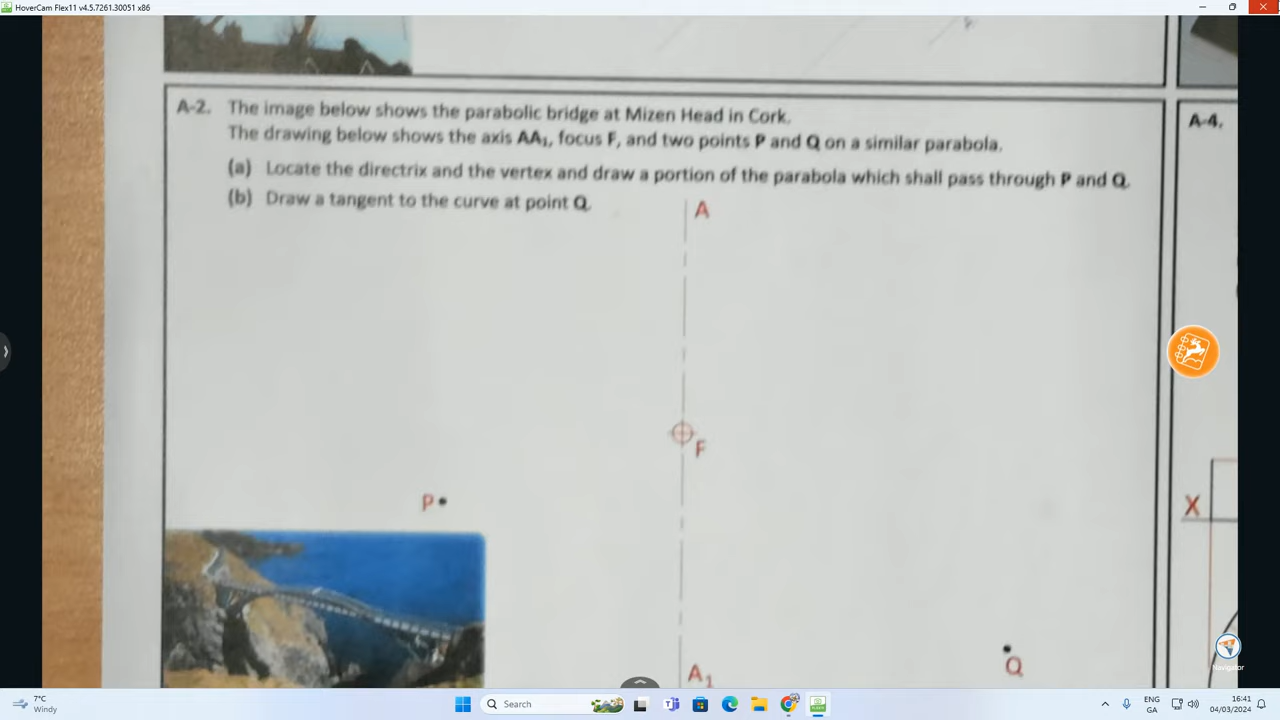 HoverCam Flex11 v4.5.7261.30051 x86
A-2. The image below shows the parabolic bridge at Mizen Head in Cork.
The drawing below shows the axis AA₁, focus F, and two points P and Q on a similar parabola.
(a) Locate the directrix and the vertex and draw a portion of the parabola which shall pass through P and Q.
(b) Draw a tangent to the curve at point Q.
A
F
P
A₁
Q
A-4.
X
Navigator
7°C
Windy
Search
ENG
GA
16:41
04/03/2024